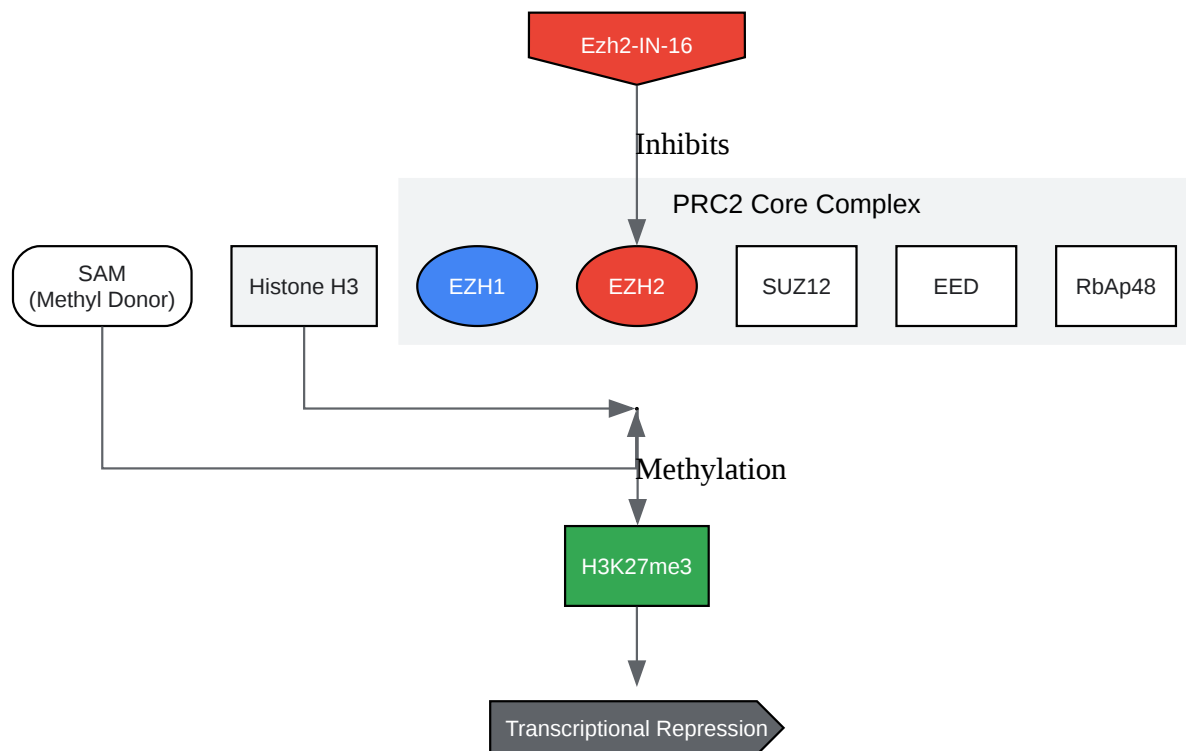 Ezh2-IN-16
Inhibits
PRC2 Core Complex
SAM
(Methyl Donor)
Histone H3
EZH1
EZH2
SUZ12
EED
RbAp48
Methylation
H3K27me3
Transcriptional Repression